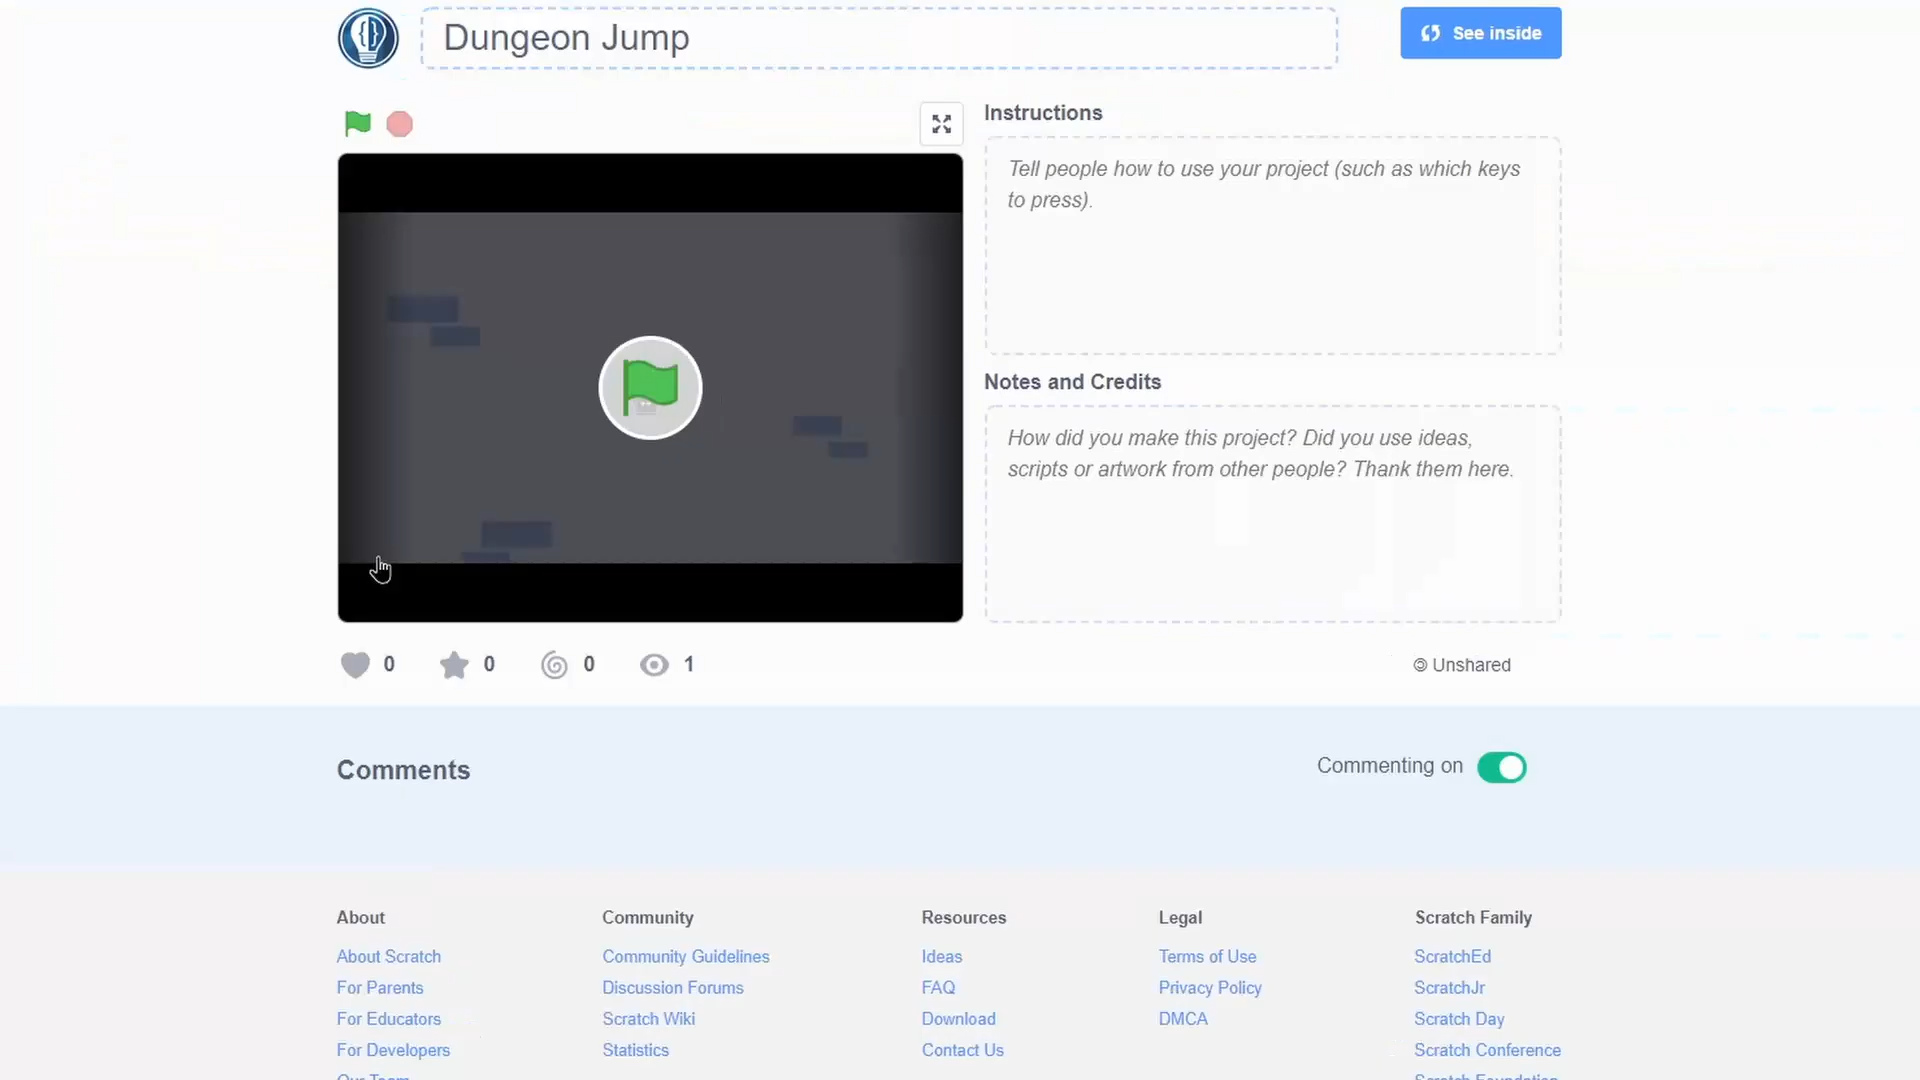 Dungeon Jump
See inside
Instructions
Tell people how to use your project (such as which keys
to press).
Notes and Credits
How did you make this project? Did you use ideas,
scripts or artwork from other people? Thank them here.
0
0
0
1
Unshared
Comments
Commenting on
About
About Scratch
For Parents
For Educators
For Developers
Our Team
Community
Community Guidelines
Discussion Forums
Scratch Wiki
Statistics
Resources
Ideas
FAQ
Download
Contact Us
Legal
Terms of Use
Privacy Policy
DMCA
Scratch Family
ScratchEd
ScratchJr
Scratch Day
Scratch Conference
Scratch Foundation